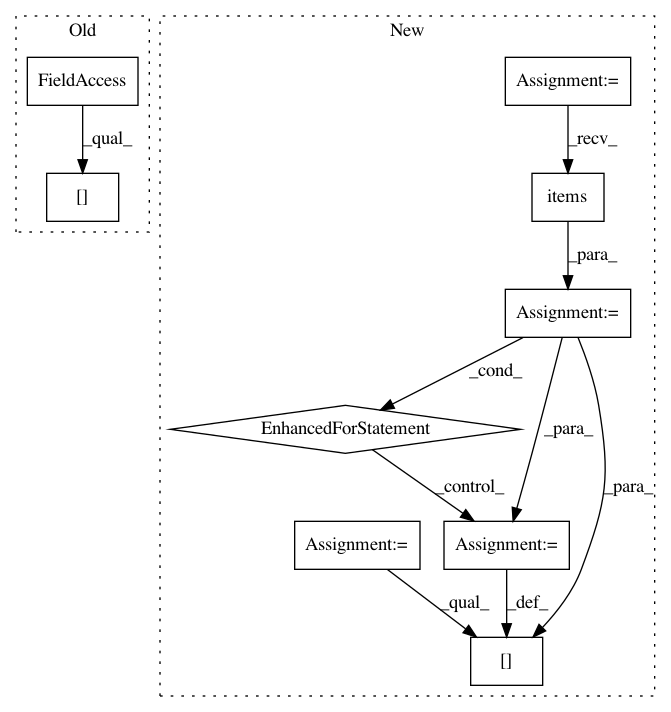 Old
New
FieldAccess
Assignment:=
_qual_
_recv_
[]
items
_para_
Assignment:=
_cond_
EnhancedForStatement
_para_
_control_
_para_
Assignment:=
Assignment:=
_qual_
_def_
[]